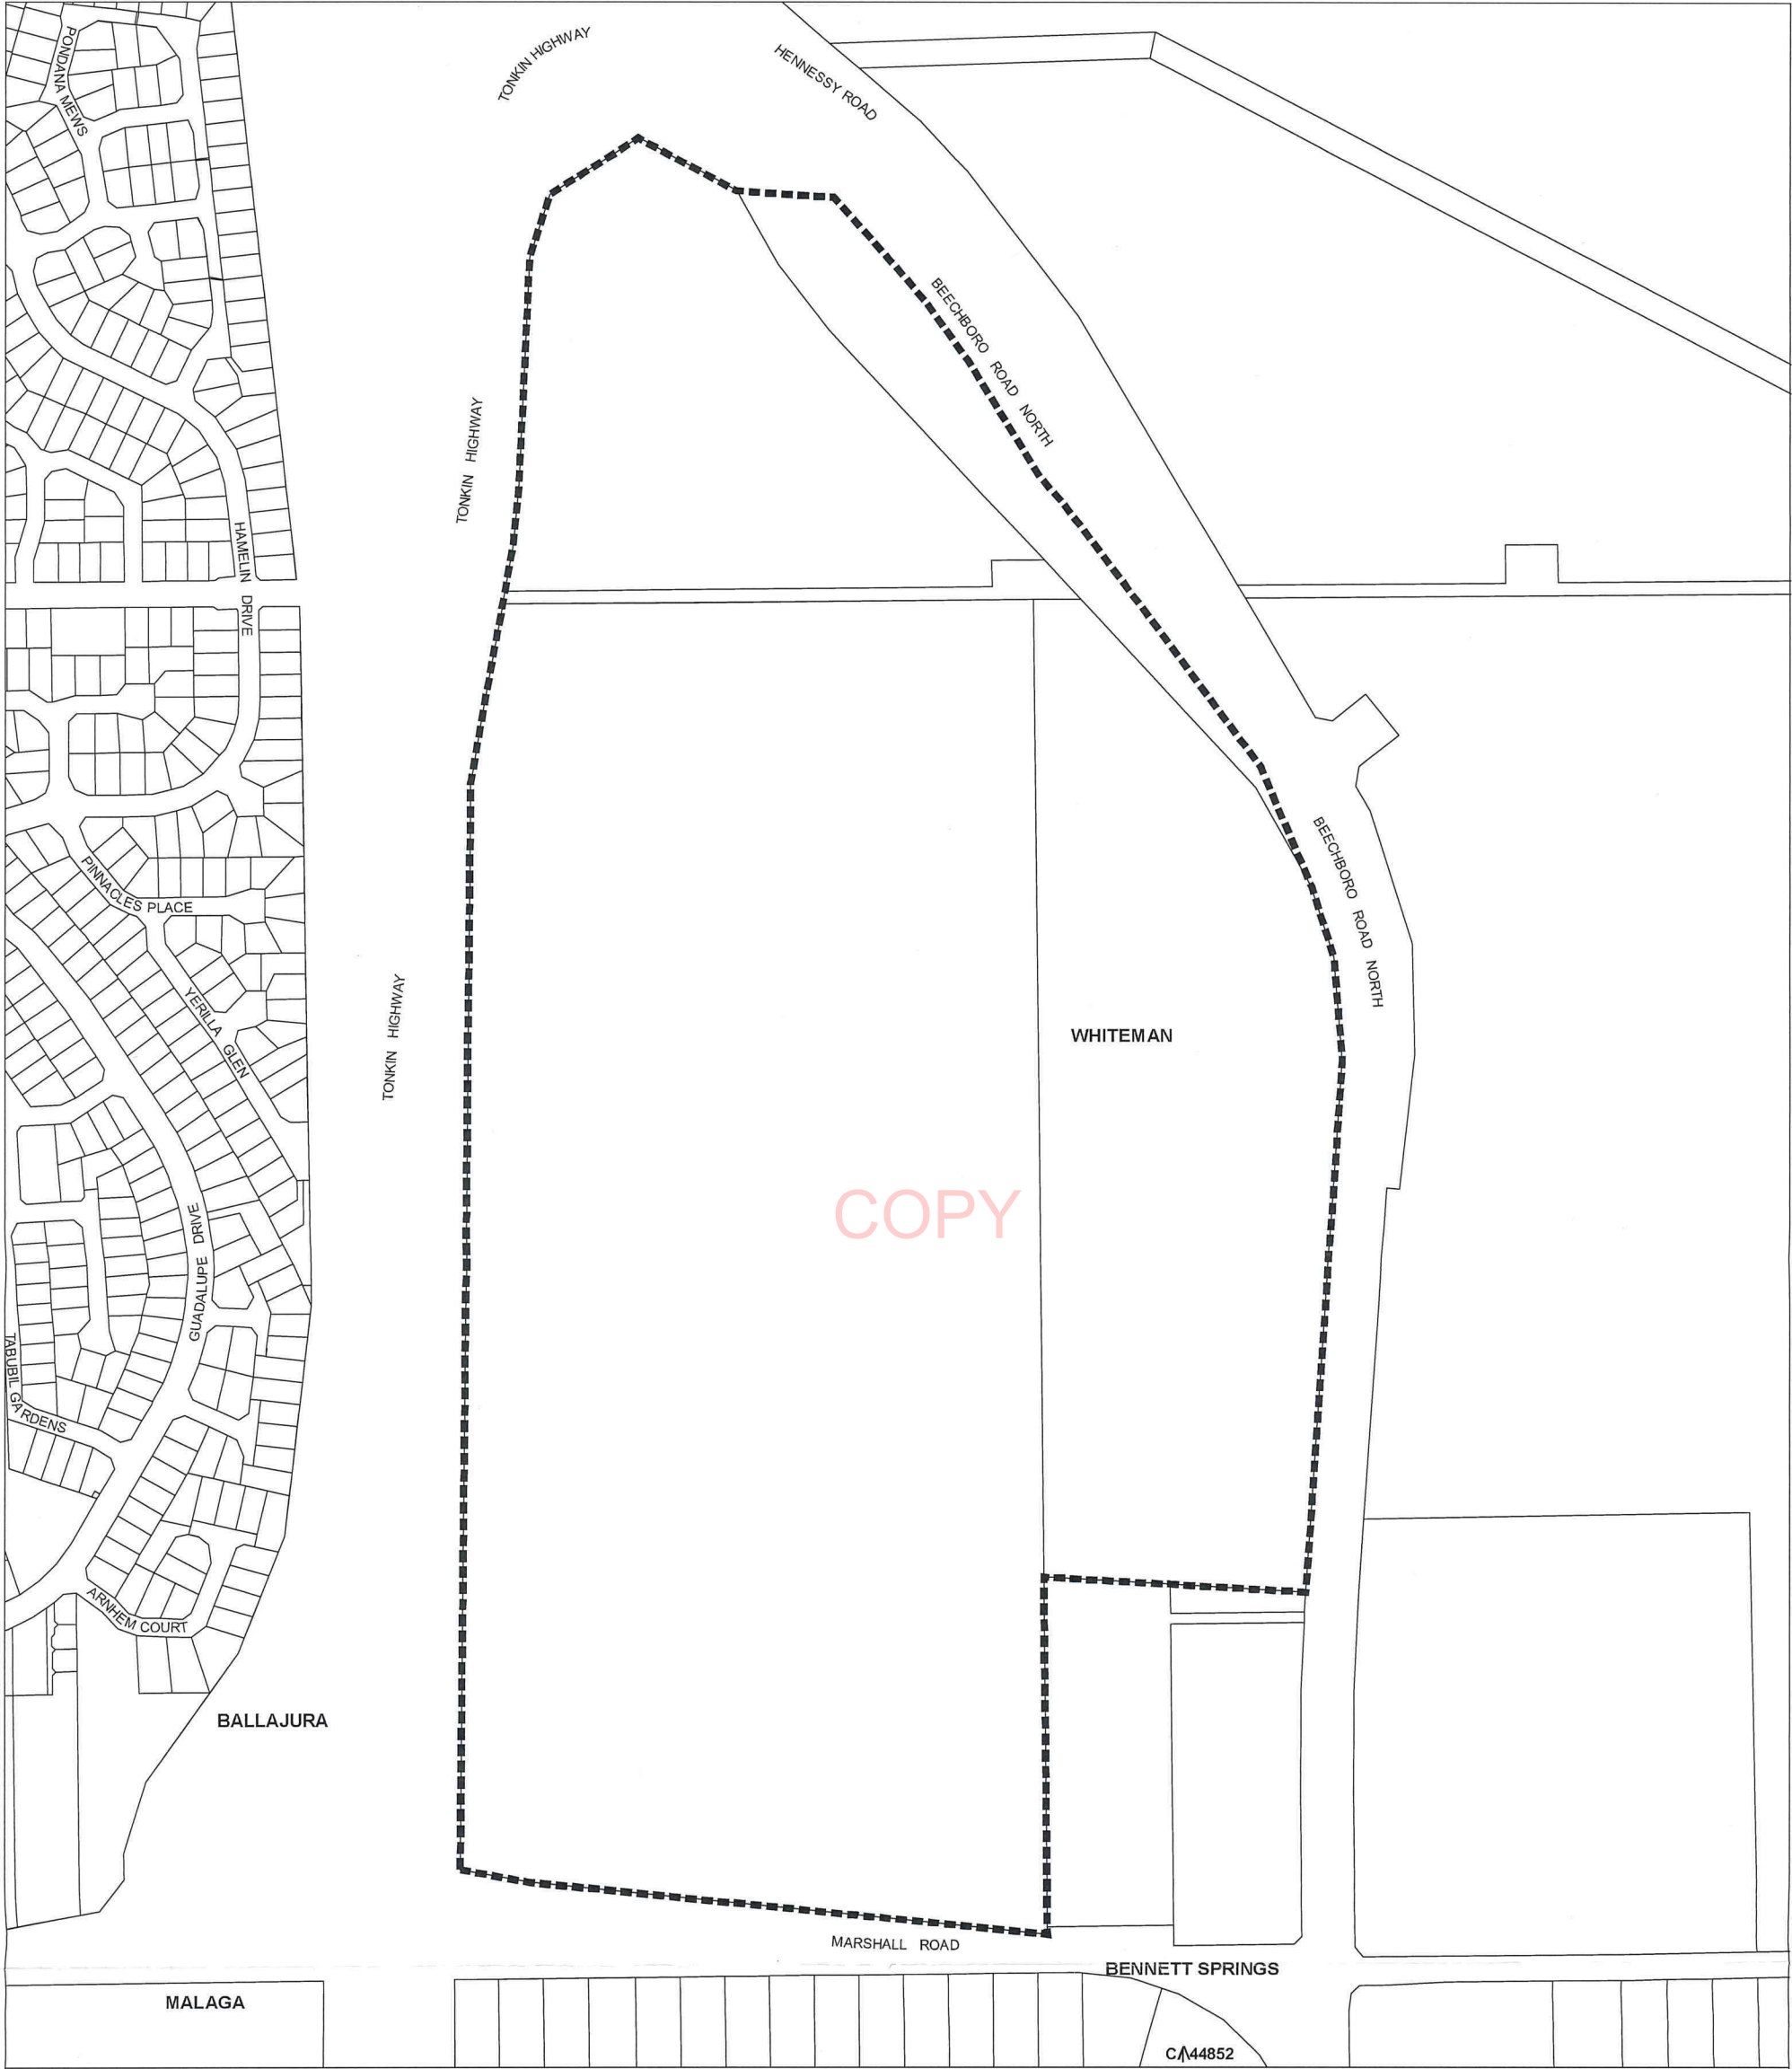 TONKIN HIGHWAY
HENNESSY ROAD
PONDANA MEWS
BEECHBORO ROAD NORTH
TONKIN HIGHWAY
HAMELIN DRIVE
BEECHBORO ROAD NORTH
PINNACLES PLACE
YERILLA GLEN
TONKIN HIGHWAY
WHITEMAN
COPY
GUADALUPE DRIVE
TABUBIL GARDENS
ARNHEM COURT
BALLAJURA
MARSHALL ROAD
BENNETT SPRINGS
MALAGA